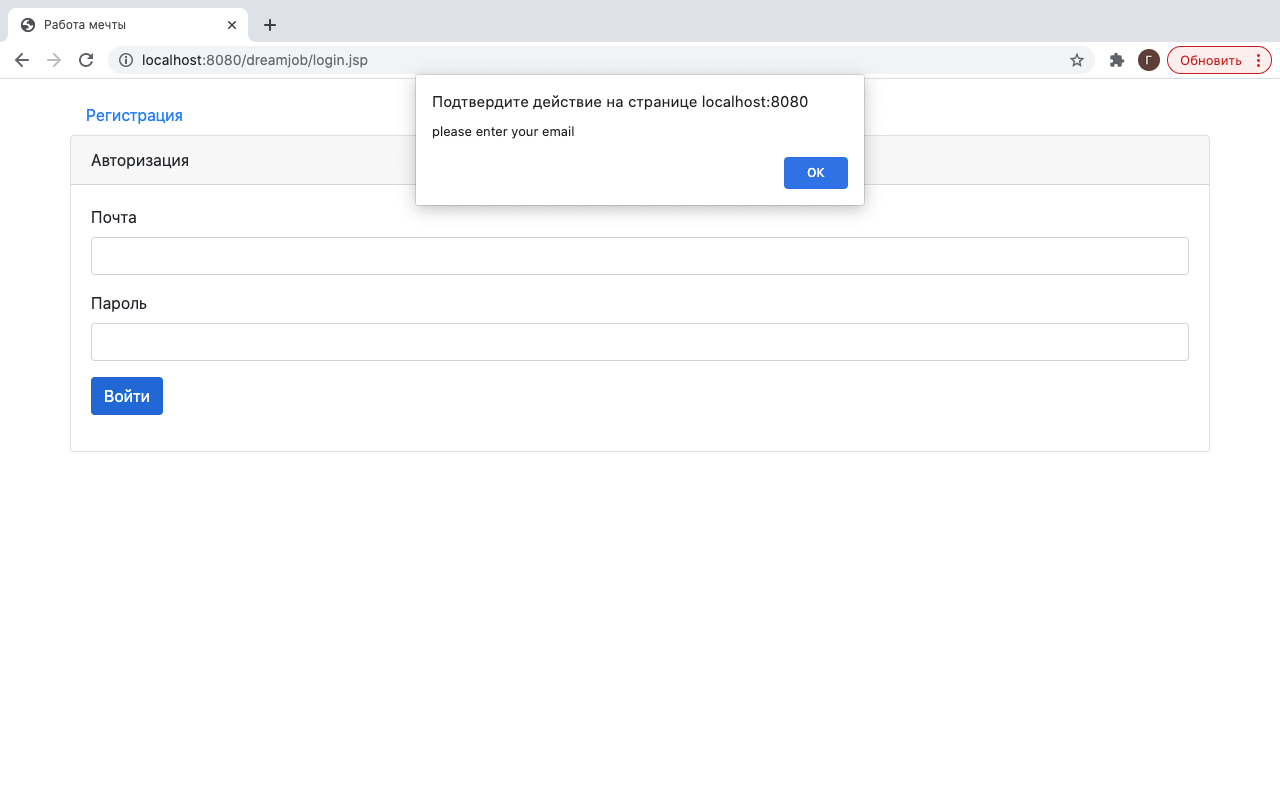 Работа мечты
localhost:8080/dreamjob/login.jsp
Г
Обновить
Подтвердите действие на странице localhost:8080
please enter your email
OK
Регистрация
Авторизация
Почта
Пароль
Войти